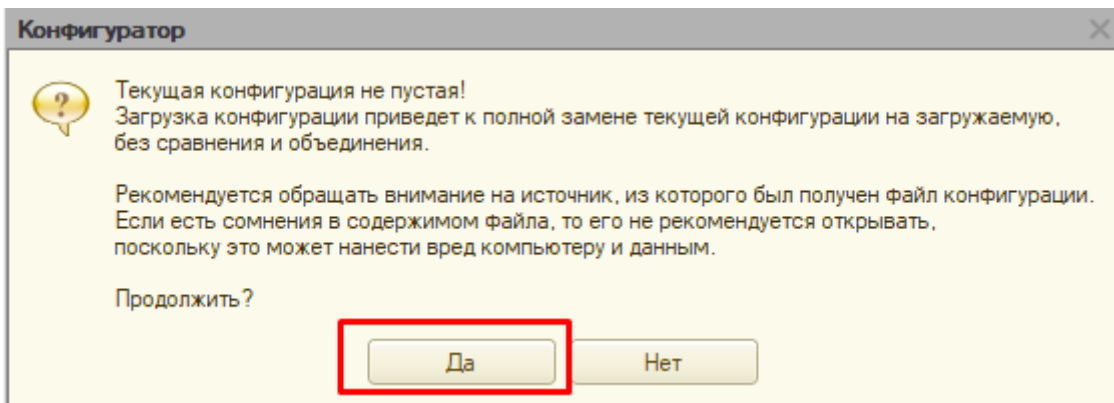 Конфигуратор
Текущая конфигурация не пустая!
Загрузка конфигурации приведет к полной замене текущей конфигурации на загружаемую,
без сравнения и объединения.
Рекомендуется обращать внимание на источник, из которого был получен файл конфигурации.
Если есть сомнения в содержимом файла, то его не рекомендуется открывать,
поскольку это может нанести вред компьютеру и данным.
Продолжить?
Да
Нет